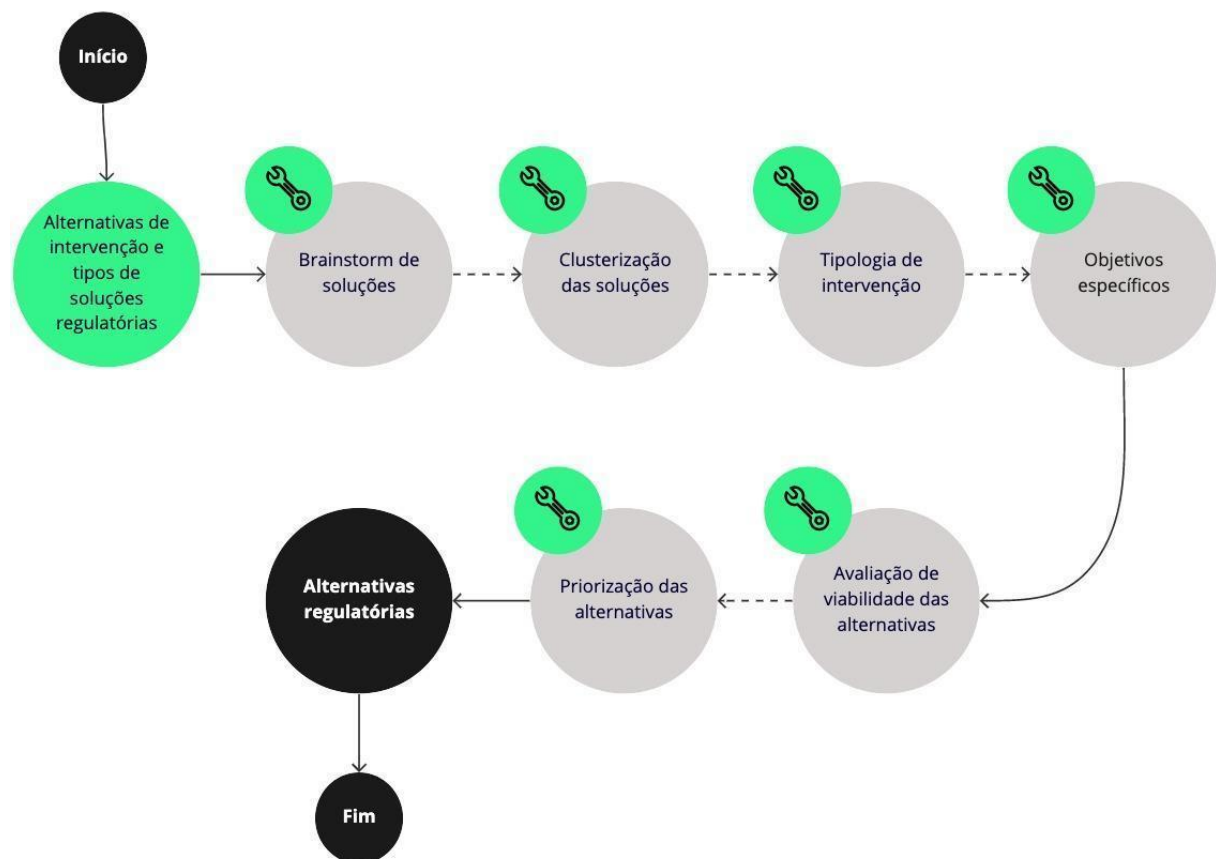 Início
Alternativas de
intervenção e
tipos de
soluções
regulatórias
Brainstorm de
soluções
Clusterização
das soluções
Tipologia de
intervenção
Objetivos
específicos
Avaliação de
viabilidade das
alternativas
Priorização das
alternativas
Alternativas
regulatórias
Fim